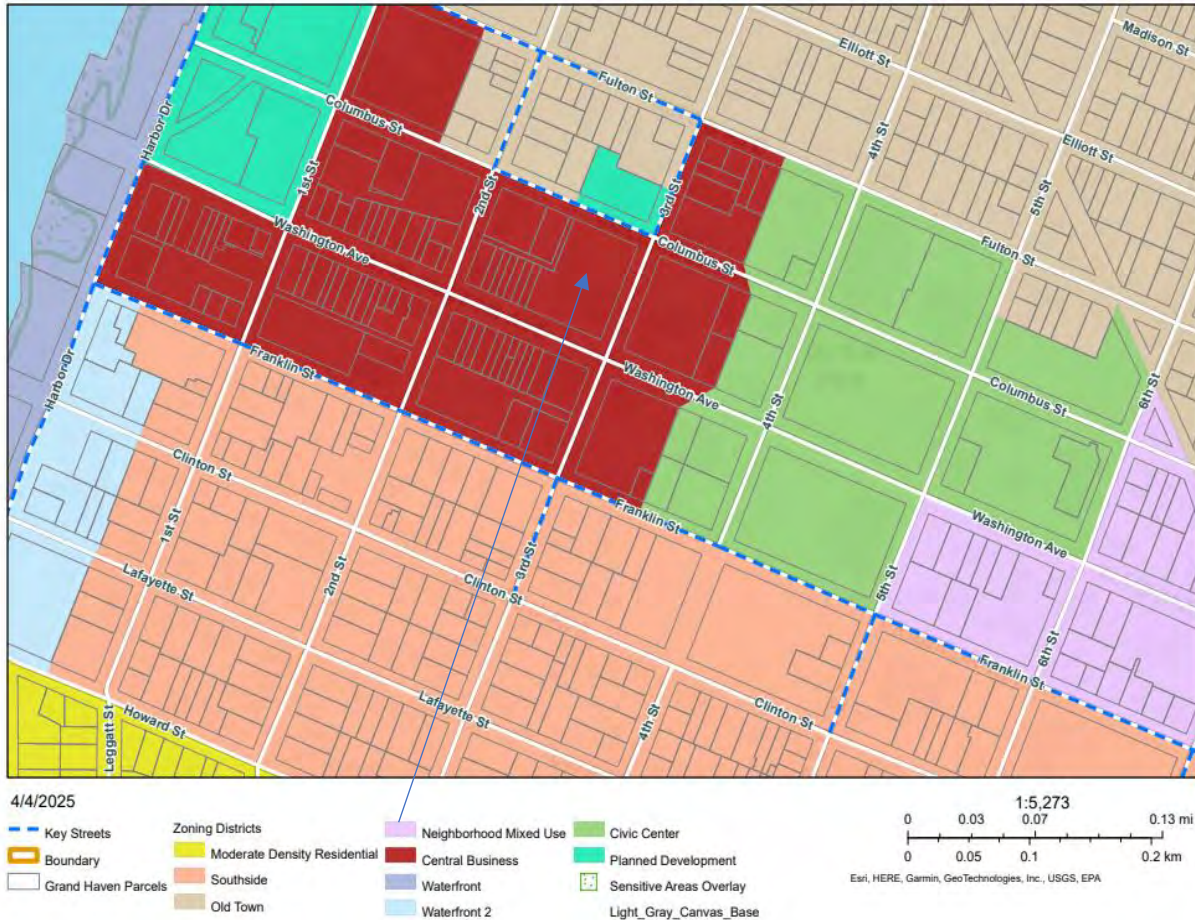 Madison St
Elliott St
Fulton St
Elliott St
Columbus St
4th St
Harbor Dr
5th St
1st St
2nd St
3rd St
Fulton St
Washington Ave
Columbus St
Franklin St
Washington Ave
Columbus St
6th St
Harbor Dr
4th St
Clinton St
Franklin St
Washington Ave
1st St
3rd St
5th St
2nd St
Clinton St
Lafayette St
6th St
Franklin St
Lafayette St
Clinton St
4th St
Leggatt St
Howard St
4/4/2025
1:5,273
Key Streets
Boundary
Grand Haven Parcels
Zoning Districts
Moderate Density Residential
Southside
Old Town
Neighborhood Mixed Use
Central Business
Waterfront
Waterfront 2
Civic Center
Planned Development
Sensitive Areas Overlay
Light_Gray_Canvas_Base
0 0.03 0.07 0.13 mi
0 0.05 0.1 0.2 km
Esri, HERE, Garmin, GeoTechnologies, Inc., USGS, EPA